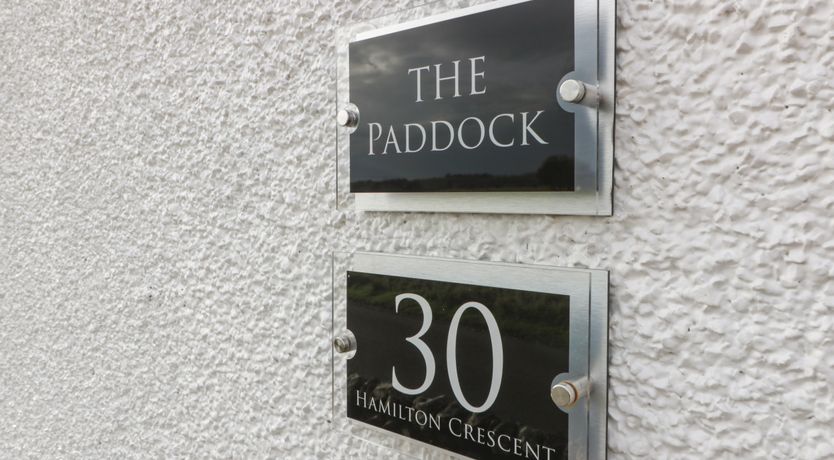 THE
PADDOCK
30
HAMILTON CRESCENT